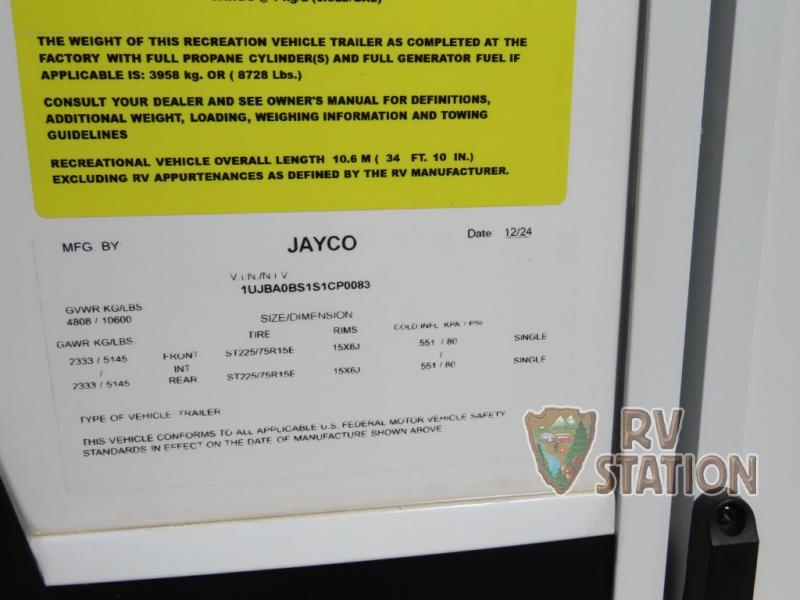 THE WEIGHT OF THIS RECREATION VEHICLE TRAILER AS COMPLETED AT THE
FACTORY WITH FULL PROPANE CYLINDER(S) AND FULL GENERATOR FUEL IF
APPLICABLE IS: 3958 kg. OR ( 8728 Lbs.)
CONSULT YOUR DEALER AND SEE OWNER'S MANUAL FOR DEFINITIONS,
ADDITIONAL WEIGHT, LOADING, WEIGHING INFORMATION AND TOWING
GUIDELINES
RECREATIONAL VEHICLE OVERALL LENGTH 10.6 M ( 34 FT. 10 IN.)
EXCLUDING RV APPURTENANCES AS DEFINED BY THE RV MANUFACTURER.
MFG. BY JAYCO Date 12/24
V.I.N./N.I.V
1UJBA0BS1S1CP0083
GVWR KG/LBS SIZE/DIMENSION
4808 / 10600 TIRE RIMS COLD INFL. KPA / PSI
GAWR KG/LBS.
2333 / 5145 FRONT ST225/75R15E 15X6J 551 / 80 SINGLE
/ INT /
2333 / 5145 REAR ST225/75R15E 15X6J 551 / 80 SINGLE
TYPE OF VEHICLE TRAILER
THIS VEHICLE CONFORMS TO ALL APPLICABLE U.S. FEDERAL MOTOR VEHICLE SAFETY
STANDARDS IN EFFECT ON THE DATE OF MANUFACTURE SHOWN ABOVE
RV
STATION